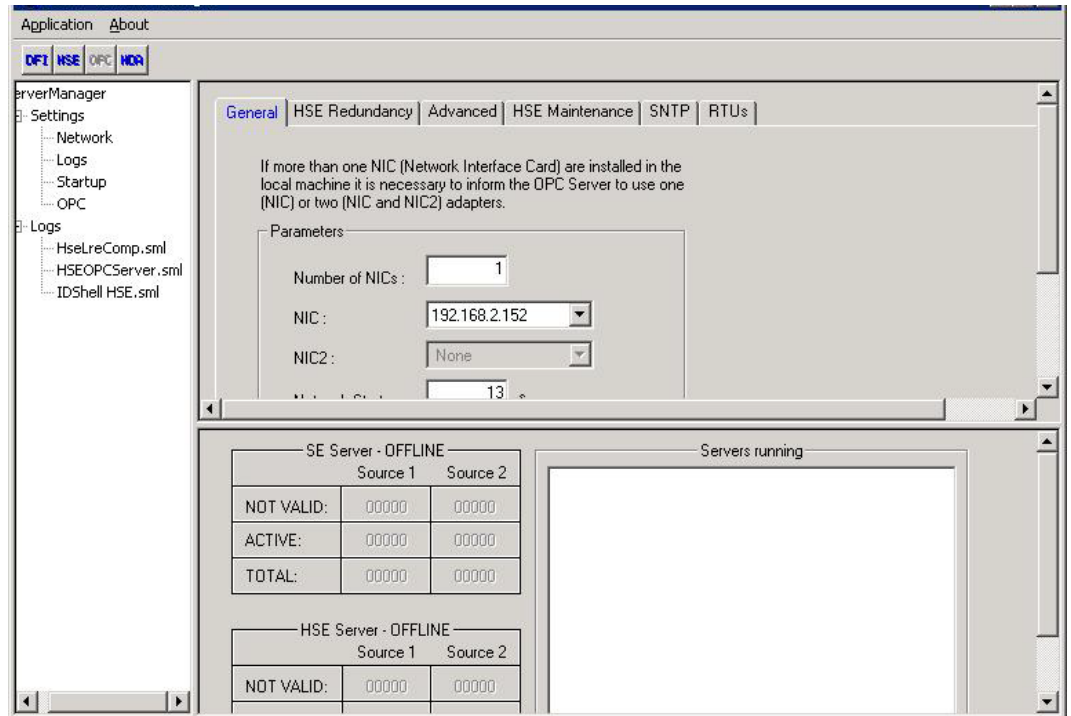 Application About
DFI HSE OPC HDA
erverManager
Settings
Network
Logs
Startup
OPC
Logs
HseLreComp.sml
HSEOPCServer.sml
IDShell HSE.sml
General HSE Redundancy Advanced HSE Maintenance SNTP RTUs
If more than one NIC (Network Interface Card) are installed in the
local machine it is necessary to inform the OPC Server to use one
(NIC) or two (NIC and NIC2) adapters.
Parameters
Number of NICs : 1
NIC : 192.168.2.152
NIC2 : None
13
SE Server - OFFLINE
Source 1 Source 2
NOT VALID: 00000 00000
ACTIVE: 00000 00000
TOTAL: 00000 00000
HSE Server - OFFLINE
Source 1 Source 2
NOT VALID: 00000 00000
Servers running